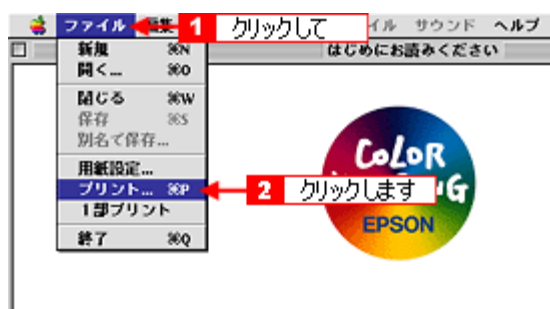 ファイル 1 クリックして イル サウンド ヘルプ
はじめにお読みください
新規 ⌘N
開く... ⌘O
閉じる ⌘W
保存 ⌘S
別名で保存...
用紙設定...
プリント... ⌘P
2 クリックします
1部プリント
終了 ⌘Q
COLOR
G
EPSON